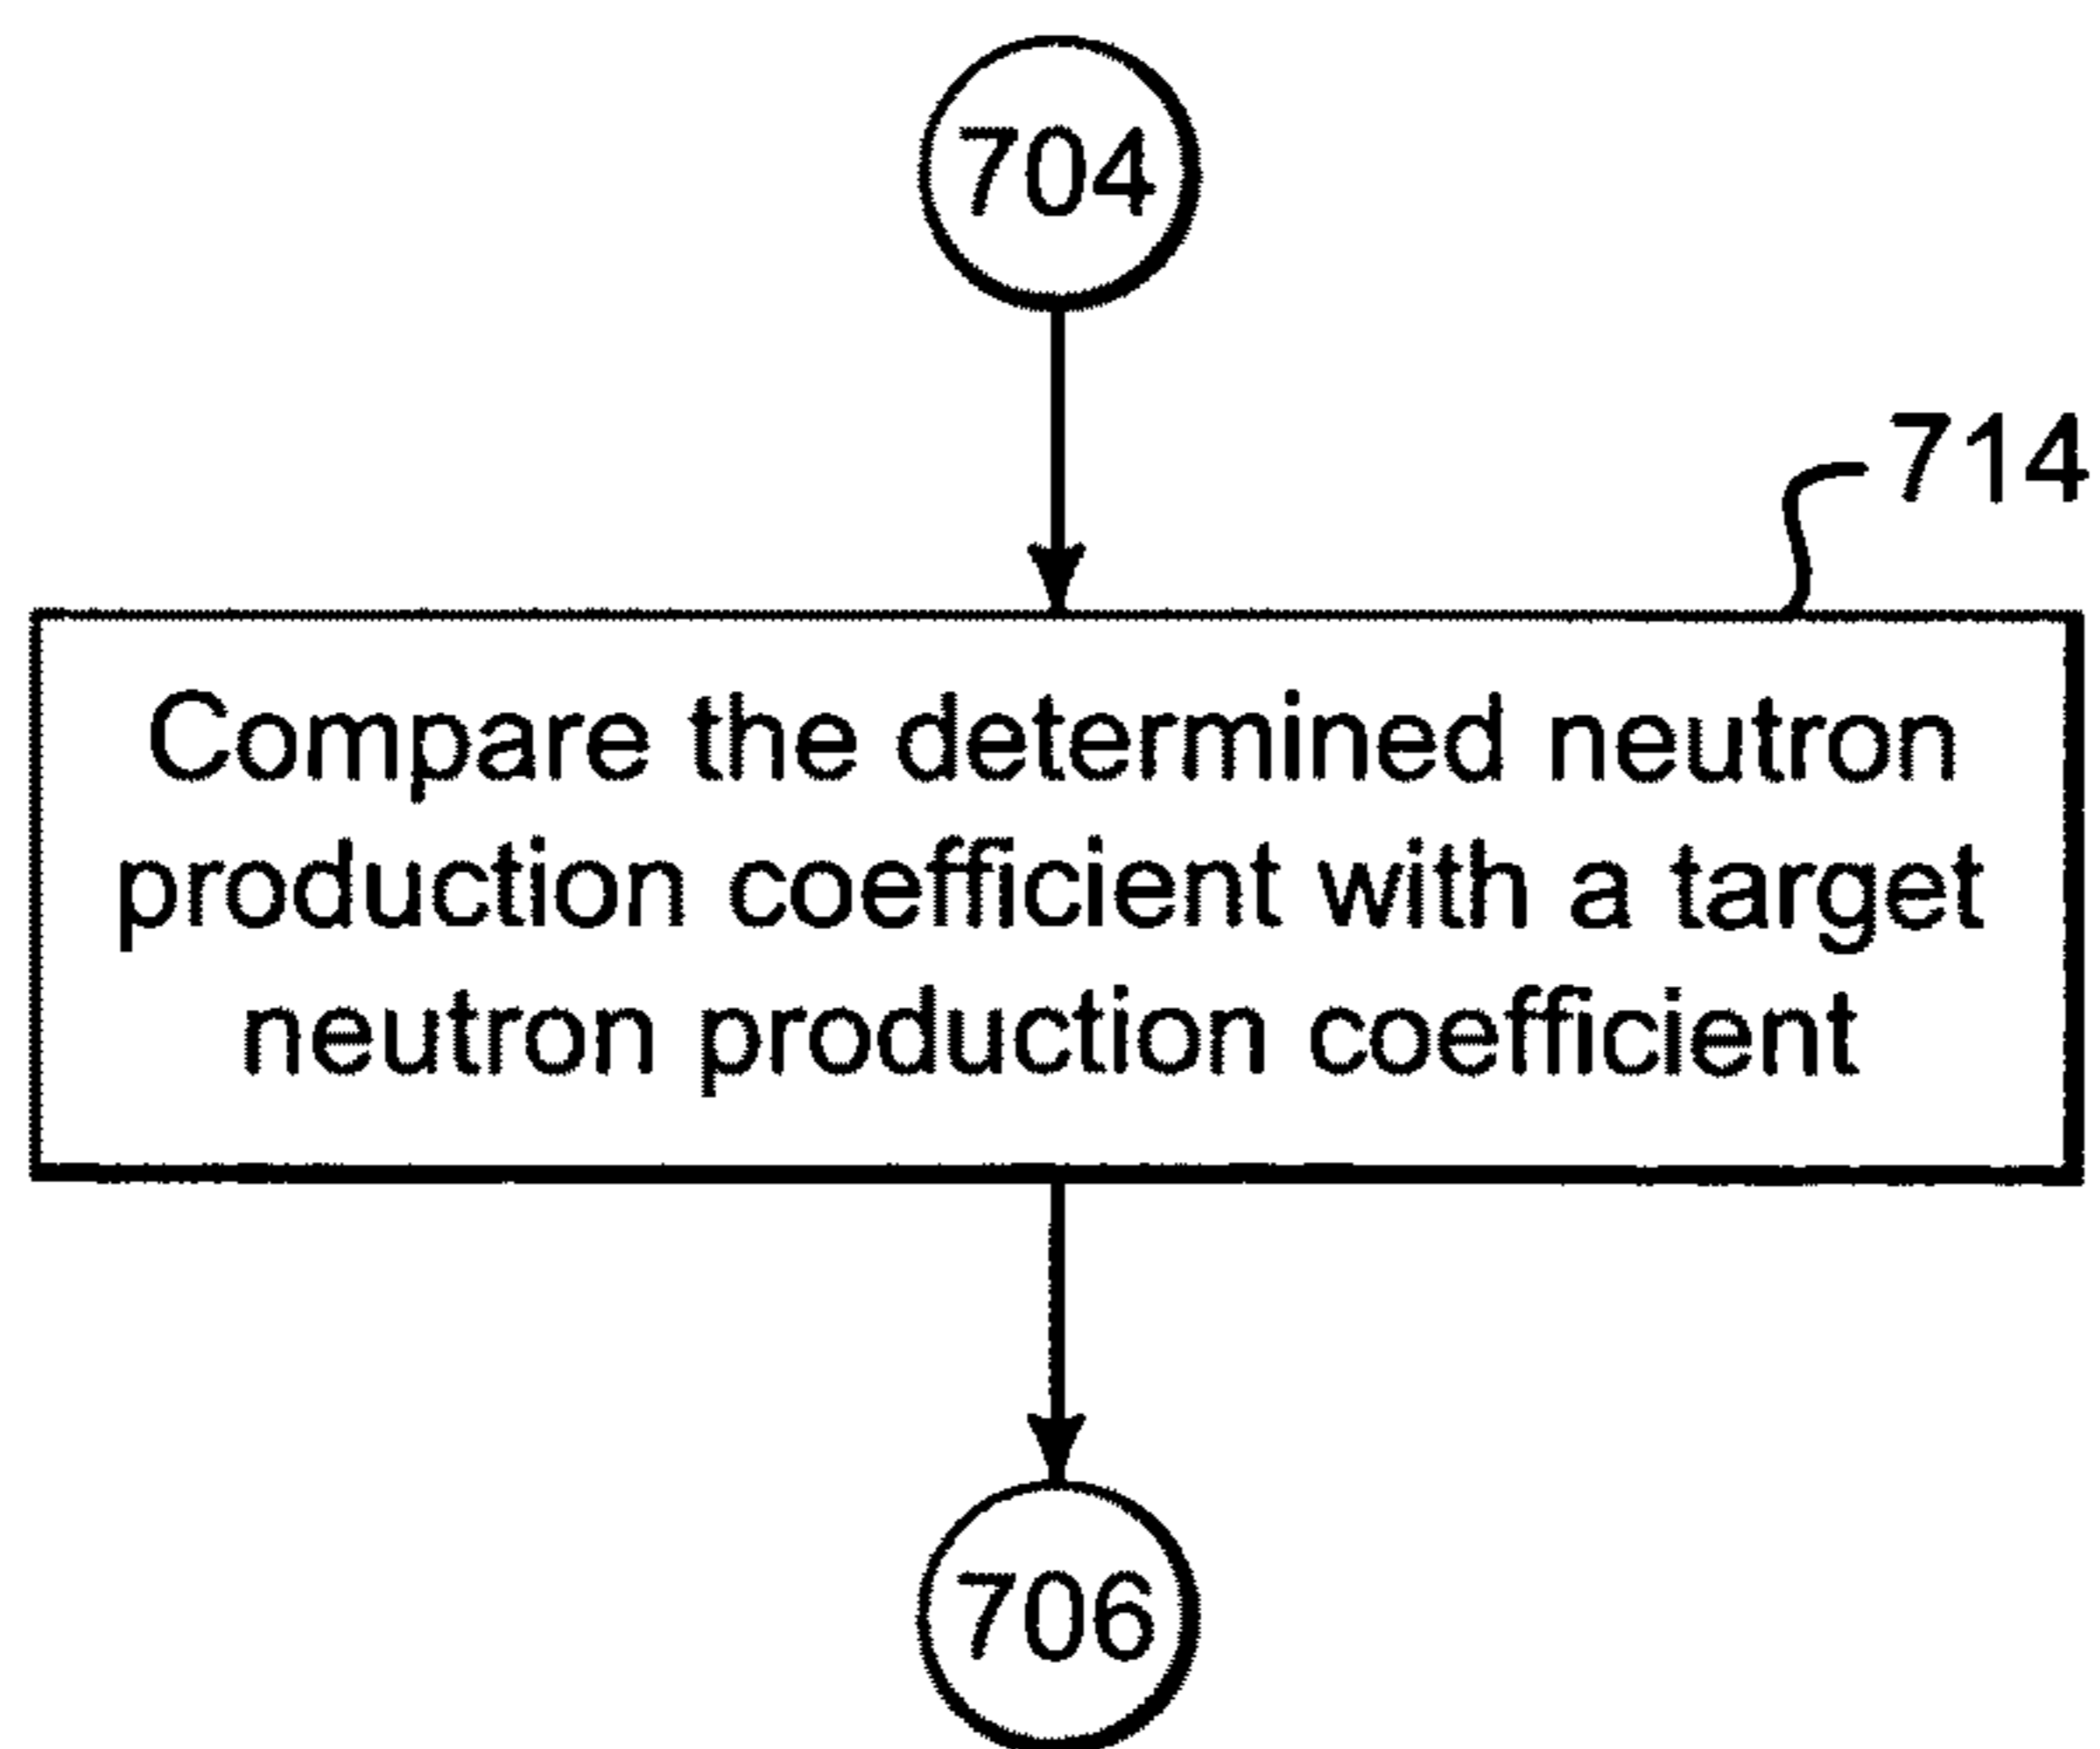 704
714
Compare the determined neutron
production coefficient with a target
neutron production coefficient
706